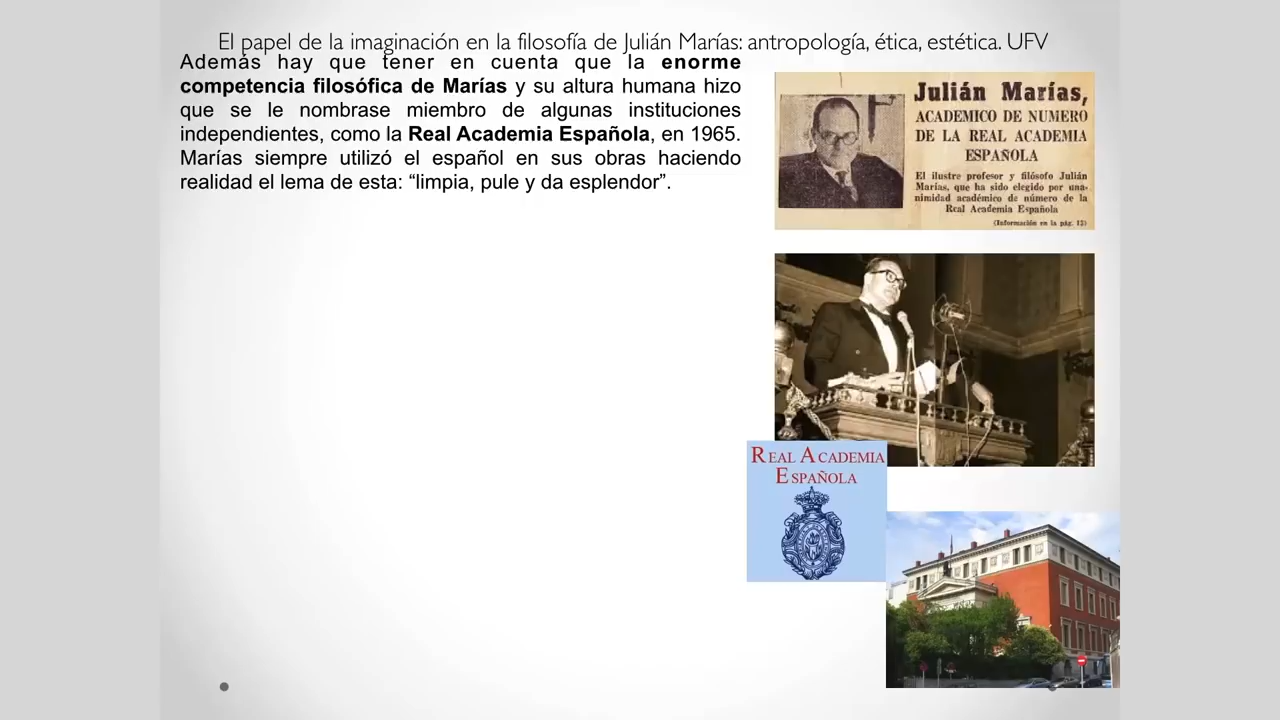 El papel de la imaginación en la filosofía de Julián Marías: antropología, ética, estética. UFV
Además hay que tener en cuenta que la enorme
competencia filosófica de Marías y su altura humana hizo
que se le nombrase miembro de algunas instituciones
independientes, como la Real Academia Española, en 1965.
Marías siempre utilizó el español en sus obras haciendo
realidad el lema de esta: “limpia, pule y da esplendor”.
Julián Marías,
ACADEMICO DE NUMERO
DE LA REAL ACADEMIA
ESPAÑOLA
El ilustre profesor y filósofo Julián
Marías, que ha sido elegido por una-
nimidad académico de número de la
Real Academia Española
(Información en la pág. 13)
REAL ACADEMIA
ESPAÑOLA